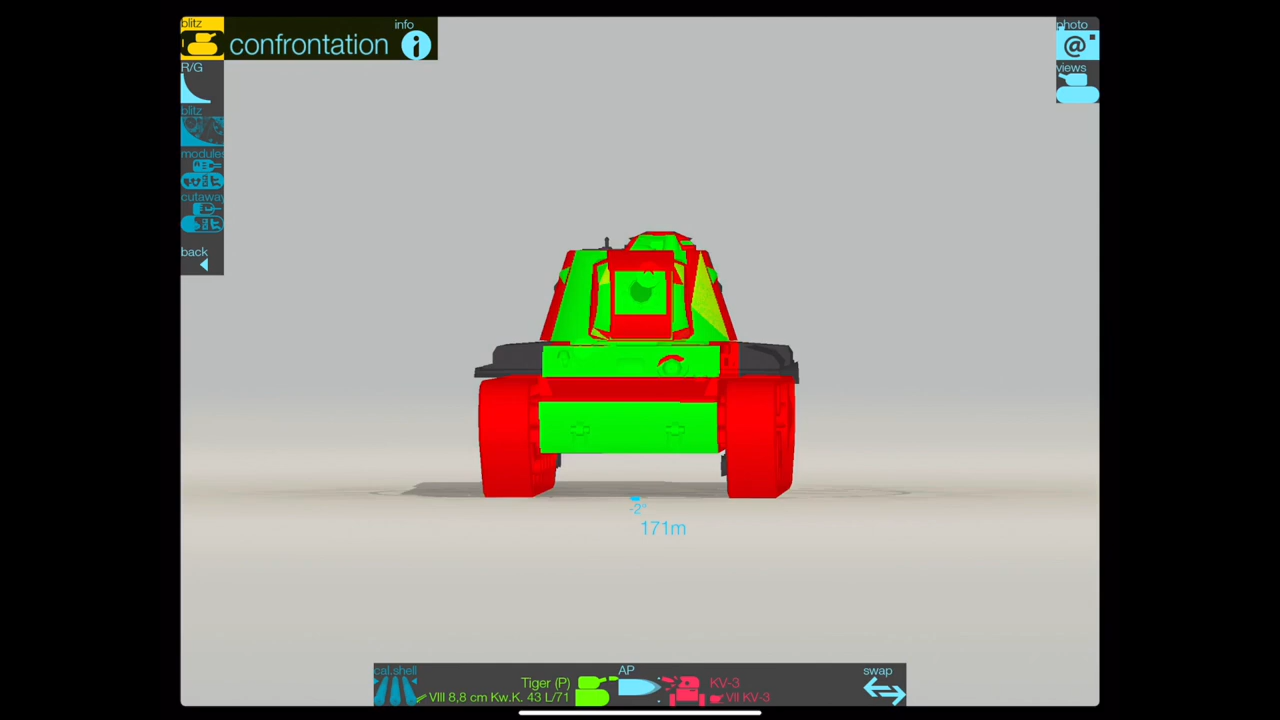 blitz
confrontation
info
photo
@
R/G
views
blitz
modules
cutaway
back
-2°
171m
cal.shell
AP
swap
Tiger (P)
KV-3
VIII 8,8 cm Kw.K. 43 L/71
VII KV-3